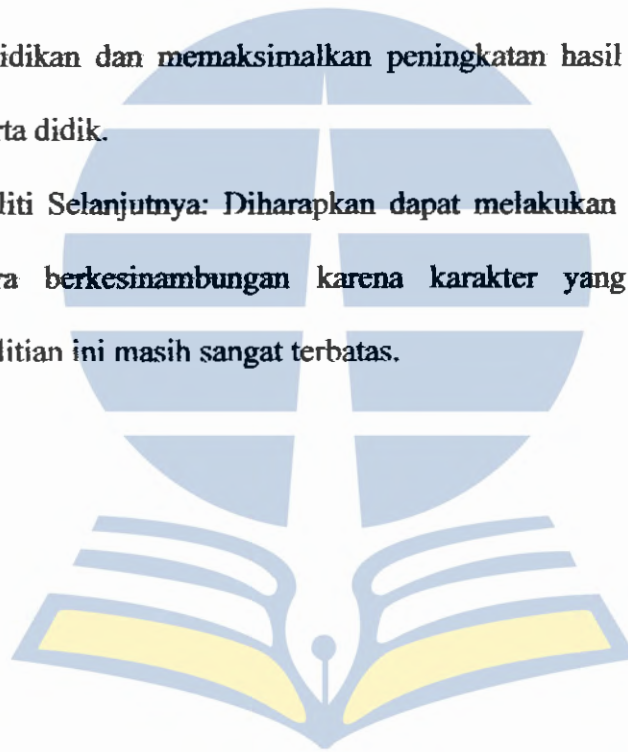 idikan dan memaksimalkan peningkatan hasil
rta didik.
liti Selanjutnya: Diharapkan dapat melakukan
ra berkesinambungan karena karakter yang
litian ini masih sangat terbatas.